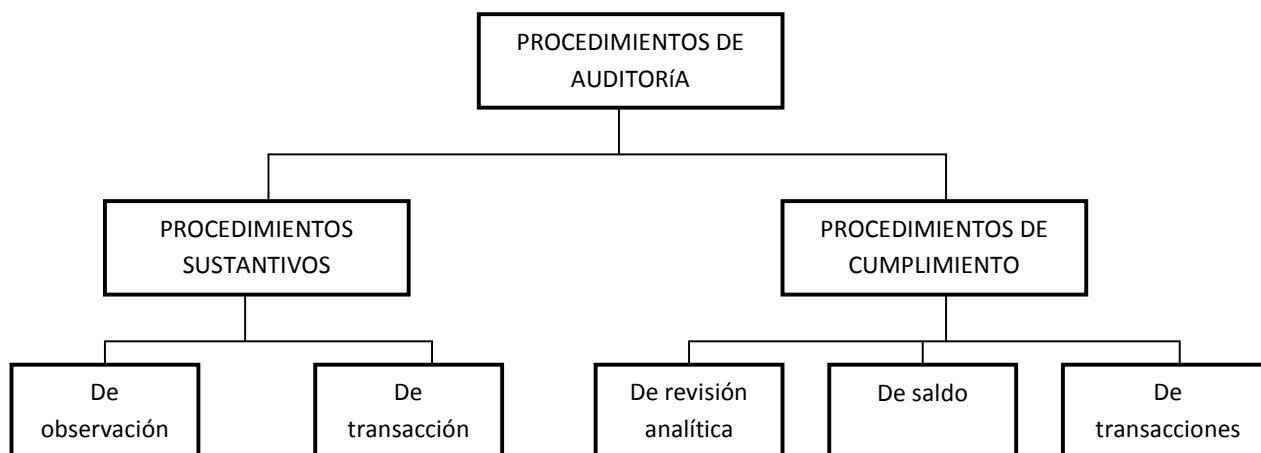 PROCEDIMIENTOS DE
AUDITORíA
PROCEDIMIENTOS
SUSTANTIVOS
PROCEDIMIENTOS DE
CUMPLIMIENTO
De
observación
De
transacción
De revisión
analítica
De saldo
De
transacciones